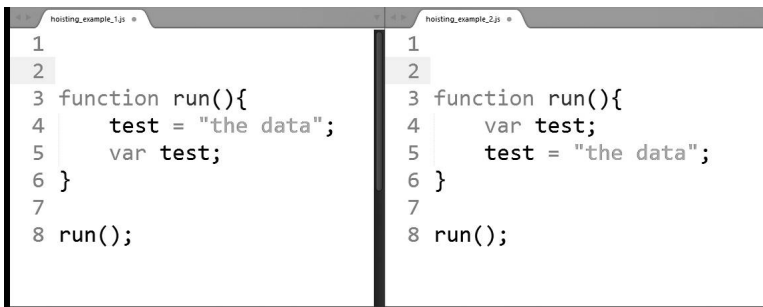 hoisting_example_1.js
1
2
3 function run(){
4 test = "the data";
5 var test;
6 }
7
8 run();
hoisting_example_2.js
1
2
3 function run(){
4 var test;
5 test = "the data";
6 }
7
8 run();